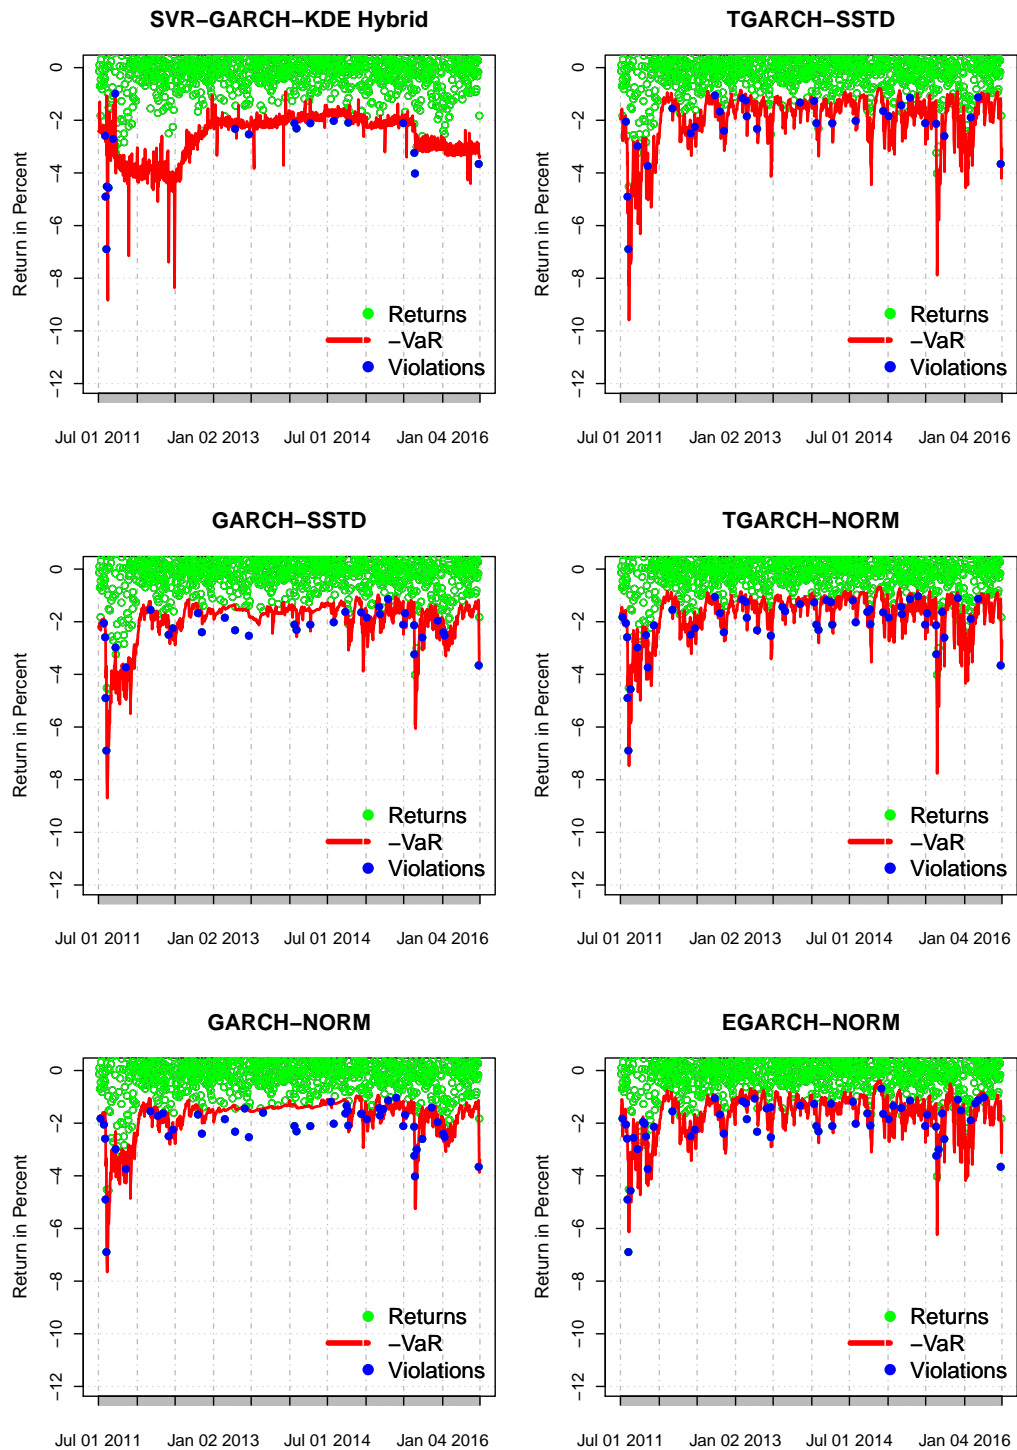 SVR−GARCH−KDE Hybrid
Return in Percent
0
−2
−4
−6
−8
−10
−12
Returns
−VaR
Violations
Jul 01 2011 Jan 02 2013 Jul 01 2014 Jan 04 2016
TGARCH−SSTD
Return in Percent
0
−2
−4
−6
−8
−10
−12
Returns
−VaR
Violations
Jul 01 2011 Jan 02 2013 Jul 01 2014 Jan 04 2016
GARCH−SSTD
Return in Percent
0
−2
−4
−6
−8
−10
−12
Returns
−VaR
Violations
Jul 01 2011 Jan 02 2013 Jul 01 2014 Jan 04 2016
TGARCH−NORM
Return in Percent
0
−2
−4
−6
−8
−10
−12
Returns
−VaR
Violations
Jul 01 2011 Jan 02 2013 Jul 01 2014 Jan 04 2016
GARCH−NORM
Return in Percent
0
−2
−4
−6
−8
−10
−12
Returns
−VaR
Violations
Jul 01 2011 Jan 02 2013 Jul 01 2014 Jan 04 2016
EGARCH−NORM
Return in Percent
0
−2
−4
−6
−8
−10
−12
Returns
−VaR
Violations
Jul 01 2011 Jan 02 2013 Jul 01 2014 Jan 04 2016